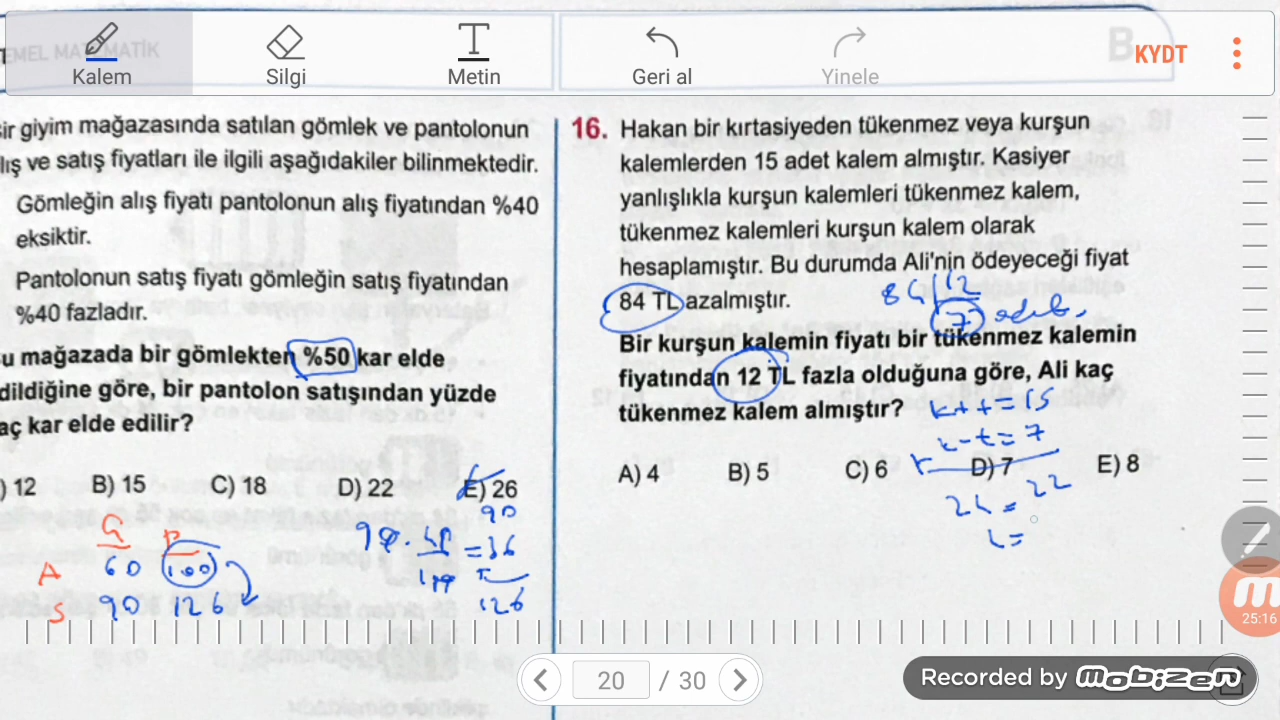 EMEL MATEMATİK
B
Kalem
Silgi
Metin
Geri al
Yinele
KYDT
ir giyim mağazasında satılan gömlek ve pantolonun
lış ve satış fiyatları ile ilgili aşağıdakiler bilinmektedir.
Gömleğin alış fiyatı pantolonun alış fiyatından %40
eksiktir.
Pantolonun satış fiyatı gömleğin satış fiyatından
%40 fazladır.
u mağazada bir gömlekten %50 kar elde
dildiğine göre, bir pantolon satışından yüzde
aç kar elde edilir?
) 12 B) 15 C) 18 D) 22 E) 26
G P
A 60 100
S 90 126
90
= 36
126
16. Hakan bir kırtasiyeden tükenmez veya kurşun
kalemlerden 15 adet kalem almıştır. Kasiyer
yanlışlıkla kurşun kalemleri tükenmez kalem,
tükenmez kalemleri kurşun kalem olarak
hesaplamıştır. Bu durumda Ali'nin ödeyeceği fiyat
84 TL azalmıştır.
84 12
7 adet.
Bir kurşun kalemin fiyatı bir tükenmez kalemin
fiyatından 12 TL fazla olduğuna göre, Ali kaç
tükenmez kalem almıştır?
k+t=15
k-t=7
A) 4 B) 5 C) 6 D) 7 E) 8
2k = 22
k =
20 / 30
25:16
Recorded by mobizen